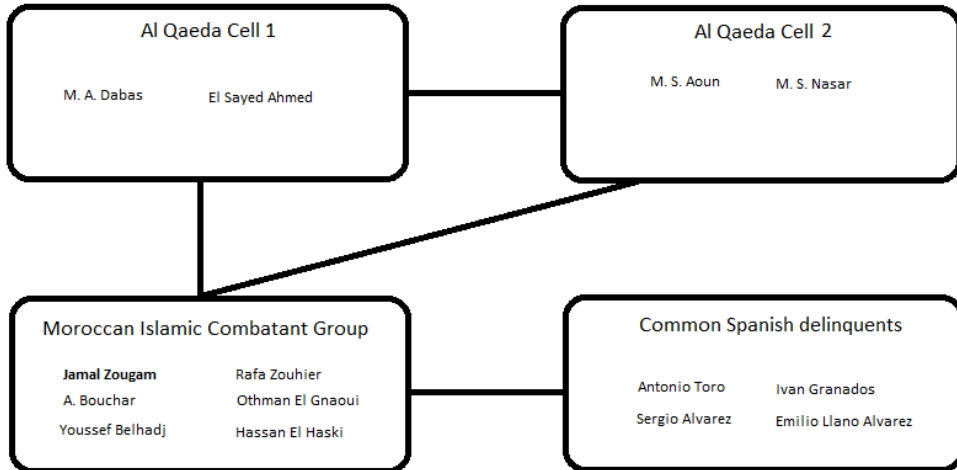 Al Qaeda Cell 1
M. A. Dabas
El Sayed Ahmed
Al Qaeda Cell 2
M. S. Aoun
M. S. Nasar
Moroccan Islamic Combatant Group
Jamal Zougam
Rafa Zouhier
A. Bouchar
Othman El Gnaoui
Youssef Belhadj
Hassan El Haski
Common Spanish delinquents
Antonio Toro
Ivan Granados
Sergio Alvarez
Emilio Llano Alvarez